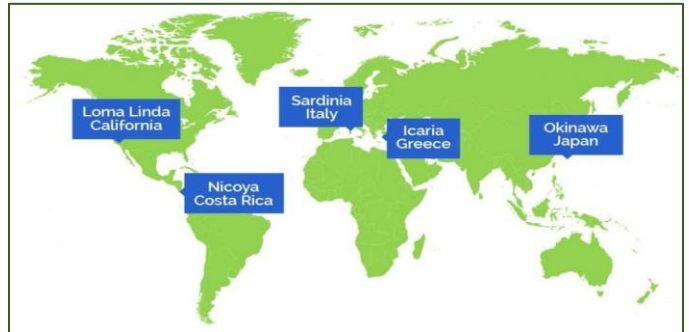 Loma Linda
California
Sardinia
Italy
Icaria
Greece
Okinawa
Japan
Nicoya
Costa Rica